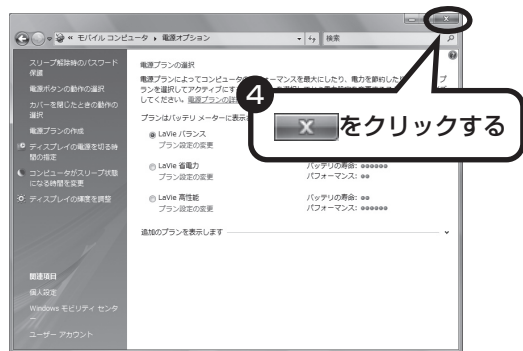 « モバイル コンピュータ ▸ 電源オプション
検索
スリープ解除時のパスワード
保護
電源ボタンの動作の選択
カバーを閉じたときの動作の
選択
電源プランの作成
ディスプレイの電源を切る時
間の指定
コンピュータがスリープ状態
になる時間を変更
ディスプレイの輝度を調整
関連項目
個人設定
Windows モビリティ センタ
ー
ユーザー アカウント
電源プランの選択
電源プランによってコンピュータの
ーマンスを最大にしたり、電力を節約した
プ
ランを選択してアクティブにす
してください。電源プランの詳
プランはバッテリ メーターに表示
LaVie バランス
プラン設定の変更
LaVie 省電力
バッテリの寿命:
プラン設定の変更
パフォーマンス:
LaVie 高性能
バッテリの寿命:
プラン設定の変更
パフォーマンス:
追加のプランを表示します
4
X をクリックする